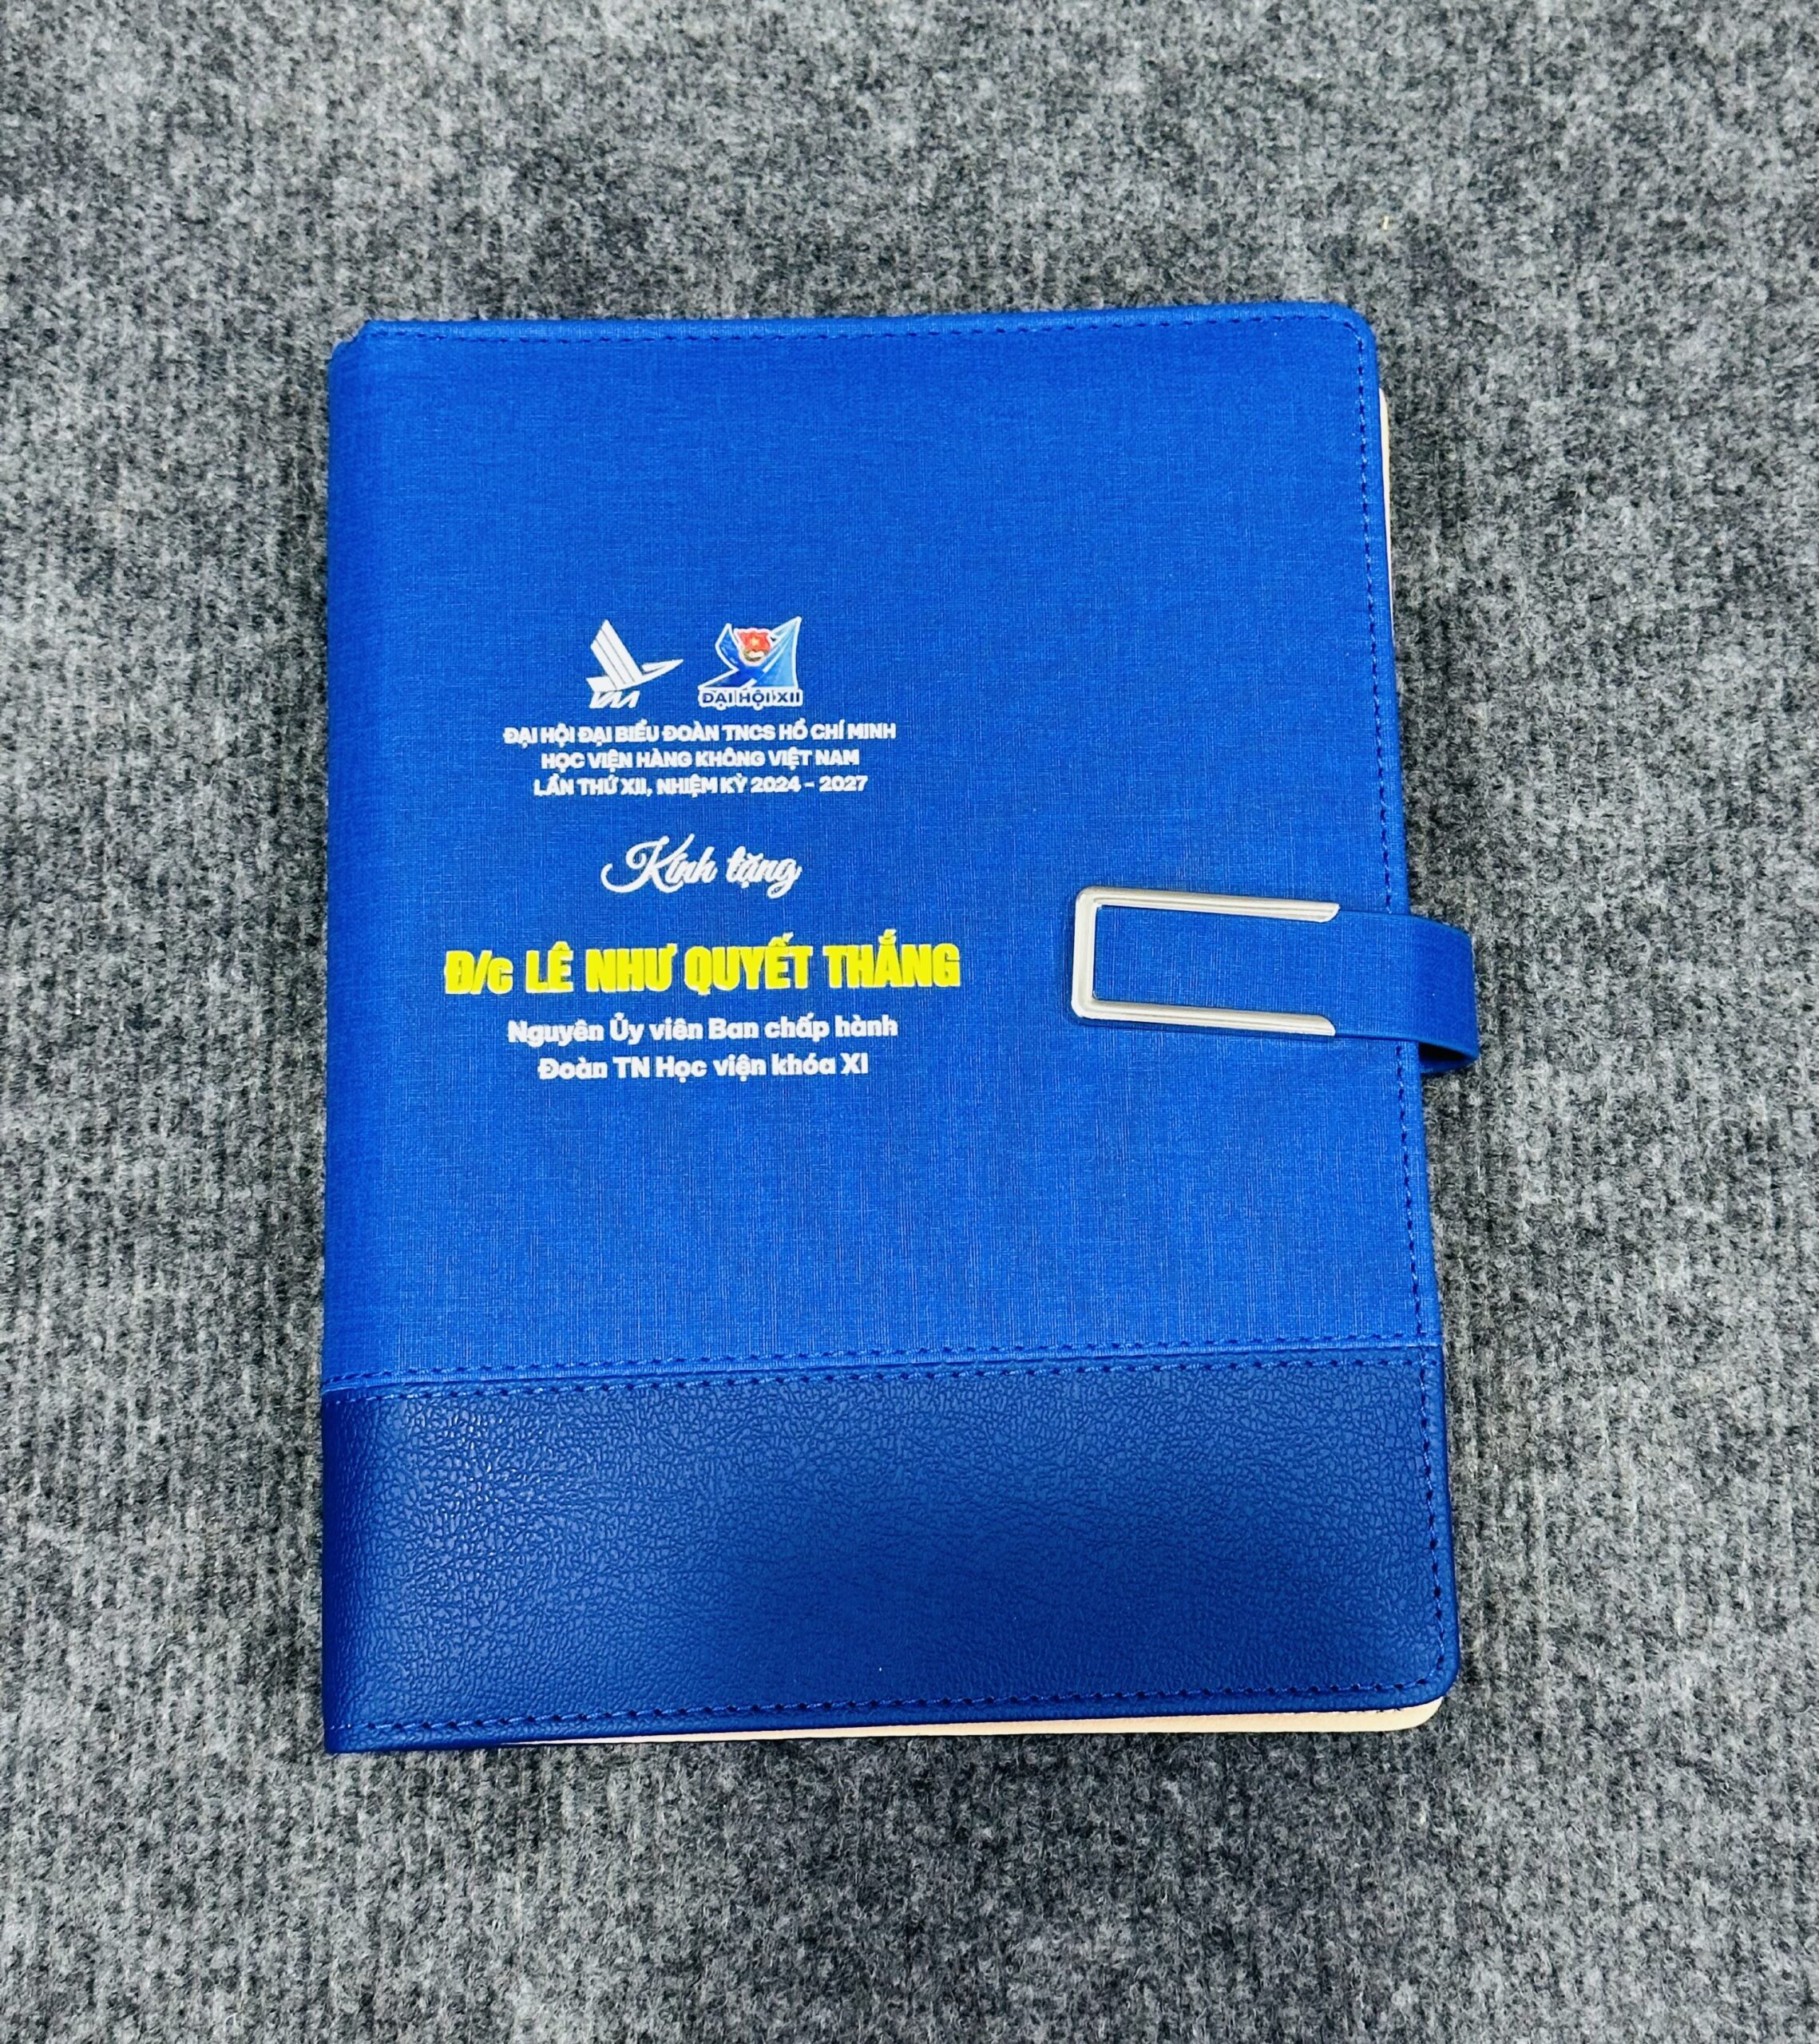 VAA
ĐẠI HỘI XII
ĐẠI HỘI ĐẠI BIỂU ĐOÀN TNCS HỒ CHÍ MINH
HỌC VIỆN HÀNG KHÔNG VIỆT NAM
LẦN THỨ XII, NHIỆM KỲ 2024 - 2027
Kính tặng
Đ/c LÊ NHƯ QUYẾT THẮNG
Nguyên Ủy viên Ban chấp hành
Đoàn TN Học viện khóa XI